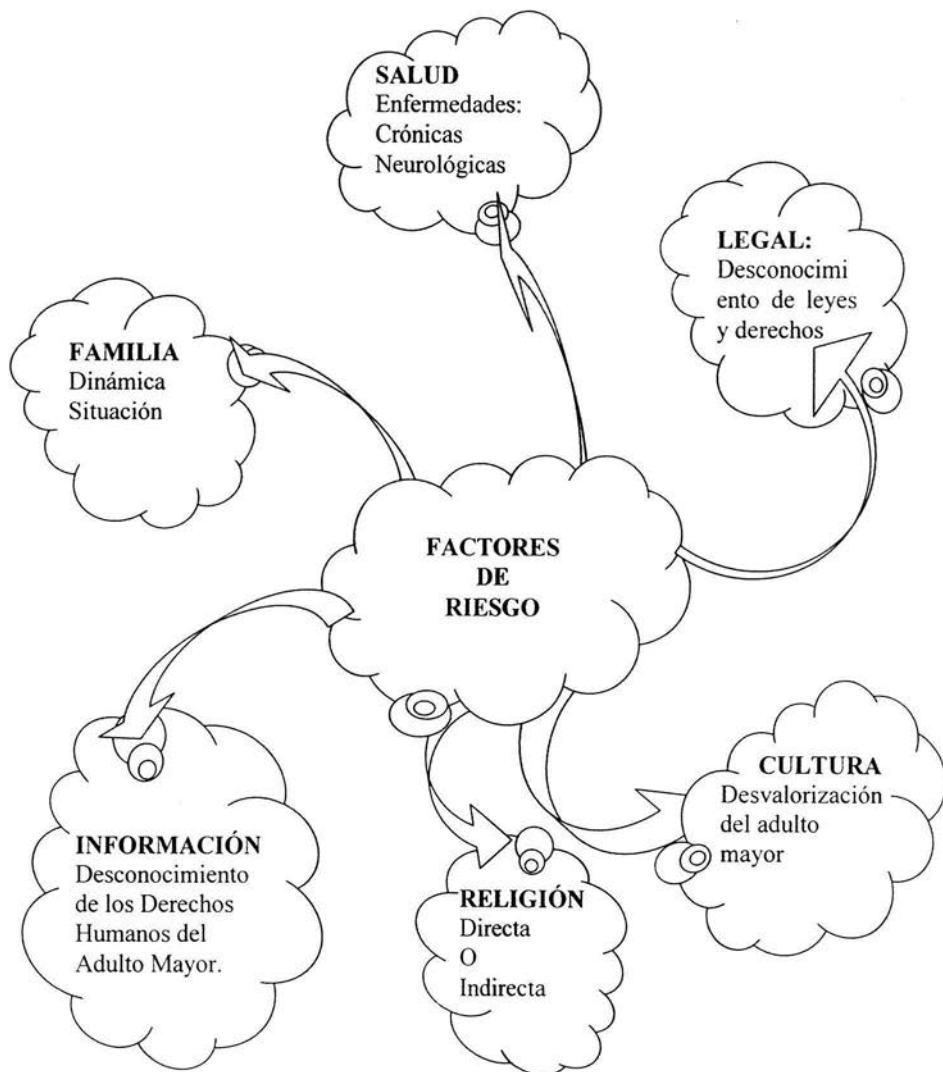 SALUD
Enfermedades:
Crónicas
Neurológicas
LEGAL:
Desconocimi
ento de leyes
y derechos
FAMILIA
Dinámica
Situación
FACTORES
DE
RIESGO
CULTURA
Desvalorización
del adulto
mayor
INFORMACIÓN
Desconocimiento
de los Derechos
Humanos del
Adulto Mayor.
RELIGIÓN
Directa
O
Indirecta